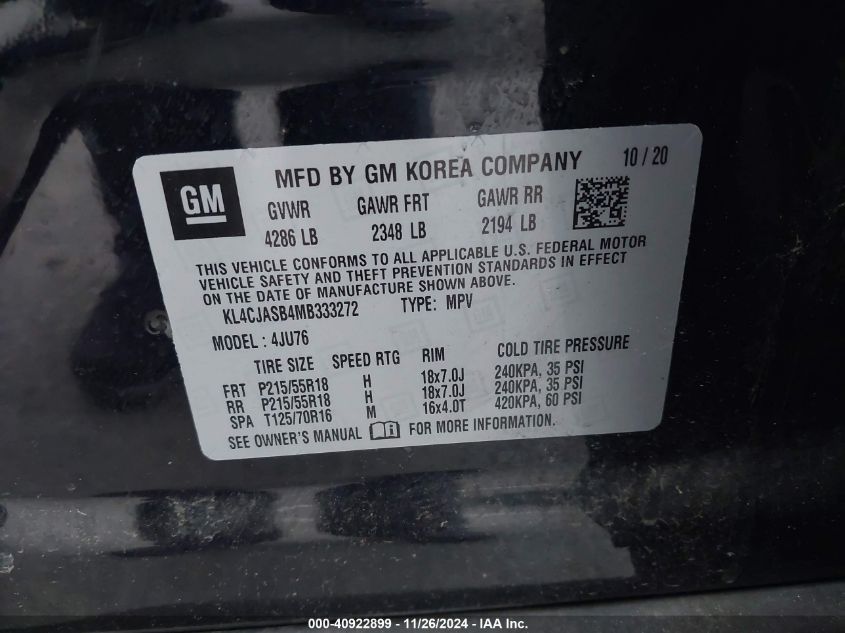 GM
MFD BY GM KOREA COMPANY 10 / 20
GVWR GAWR FRT GAWR RR
4286 LB 2348 LB 2194 LB
THIS VEHICLE CONFORMS TO ALL APPLICABLE U.S. FEDERAL MOTOR
VEHICLE SAFETY AND THEFT PREVENTION STANDARDS IN EFFECT
ON THE DATE OF MANUFACTURE SHOWN ABOVE.
KL4CJASB4MB333272 TYPE: MPV
MODEL : 4JU76
TIRE SIZE SPEED RTG RIM COLD TIRE PRESSURE
FRT P215/55R18 H 18x7.0J 240KPA, 35 PSI
RR P215/55R18 H 18x7.0J 240KPA, 35 PSI
SPA T125/70R16 M 16x4.0T 420KPA, 60 PSI
SEE OWNER'S MANUAL FOR MORE INFORMATION.
000-40922899 - 11/26/2024 - IAA Inc.